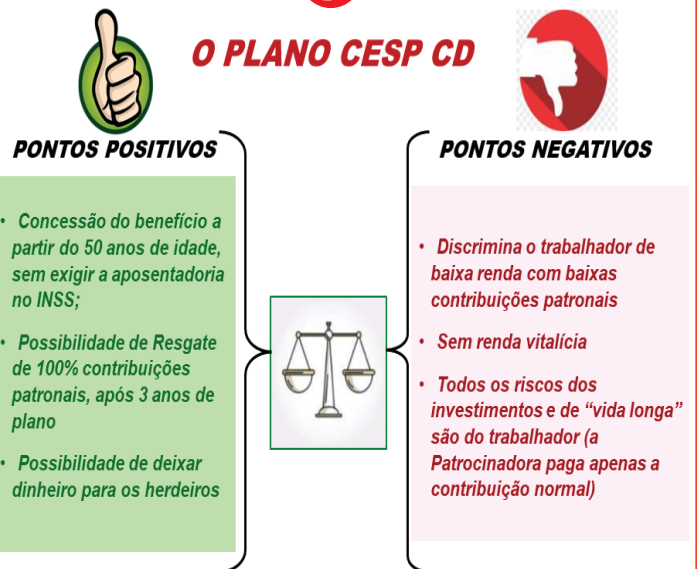 O PLANO CESP CD
PONTOS POSITIVOS
• Concessão do benefício a
partir do 50 anos de idade,
sem exigir a aposentadoria
no INSS;
• Possibilidade de Resgate
de 100% contribuições
patronais, após 3 anos de
plano
• Possibilidade de deixar
dinheiro para os herdeiros
PONTOS NEGATIVOS
• Discrimina o trabalhador de
baixa renda com baixas
contribuições patronais
• Sem renda vitalícia
• Todos os riscos dos
investimentos e de “vida longa”
são do trabalhador (a
Patrocinadora paga apenas a
contribuição normal)